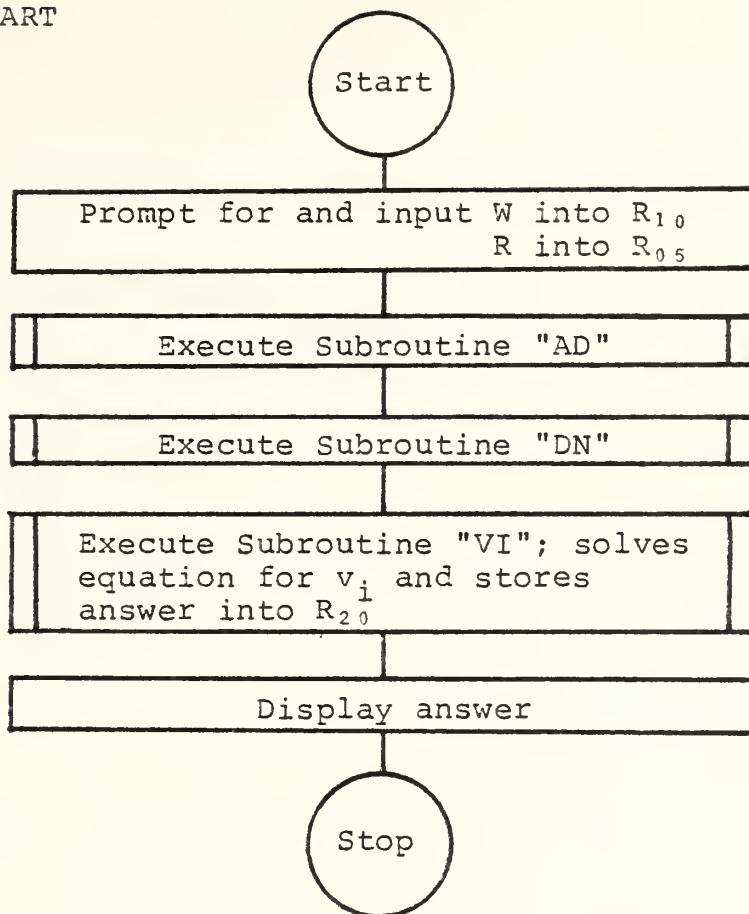 ART
Start
Prompt for and input W into R₁₀
R into R₀₅
Execute Subroutine "AD"
Execute Subroutine "DN"
Execute Subroutine "VI"; solves
equation for vᵢ and stores
answer into R₂₀
Display answer
Stop